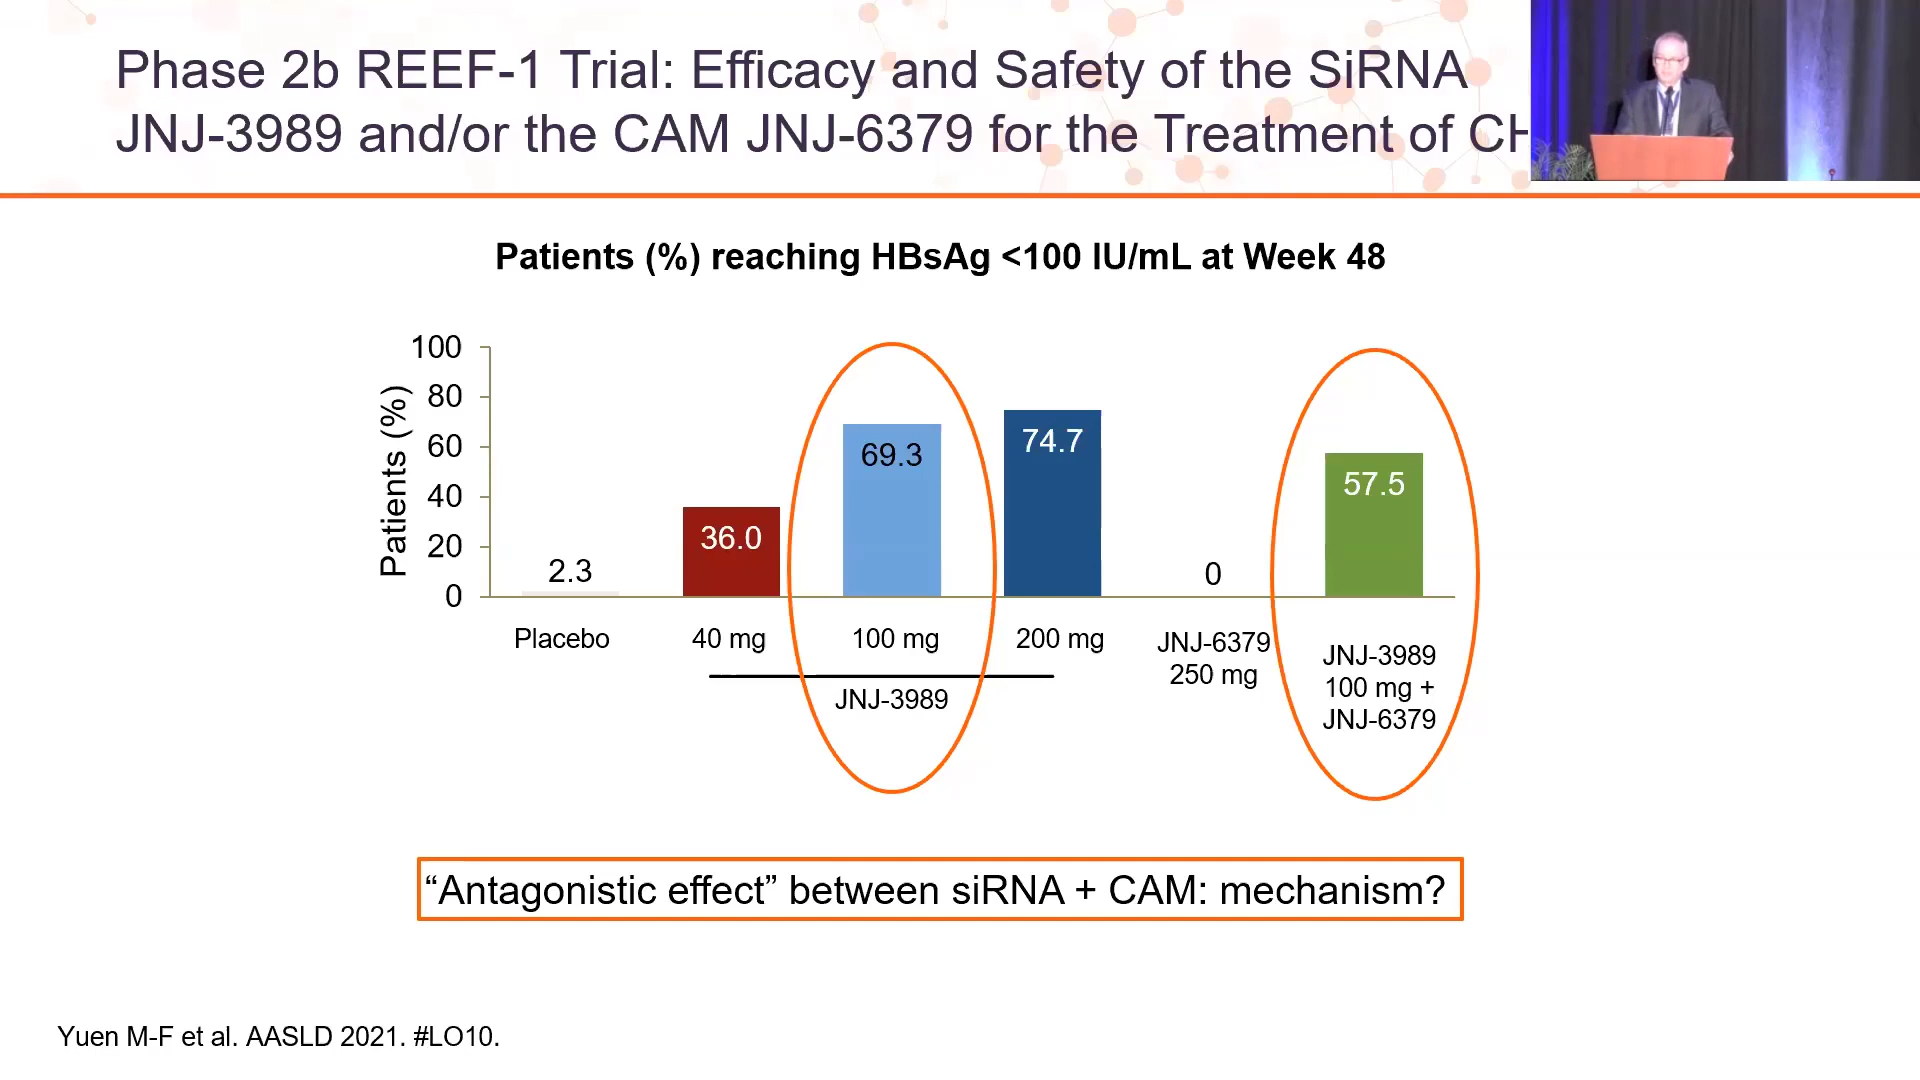 Phase 2b REEF-1 Trial: Efficacy and Safety of the SiRNA
JNJ-3989 and/or the CAM JNJ-6379 for the Treatment of CH
Patients (%) reaching HBsAg <100 IU/mL at Week 48
Patients (%)
100
80
60
40
20
0
2.3
36.0
69.3
74.7
0
57.5
Placebo
40 mg
100 mg
200 mg
JNJ-3989
JNJ-6379
250 mg
JNJ-3989
100 mg +
JNJ-6379
“Antagonistic effect” between siRNA + CAM: mechanism?
Yuen M-F et al. AASLD 2021. #LO10.